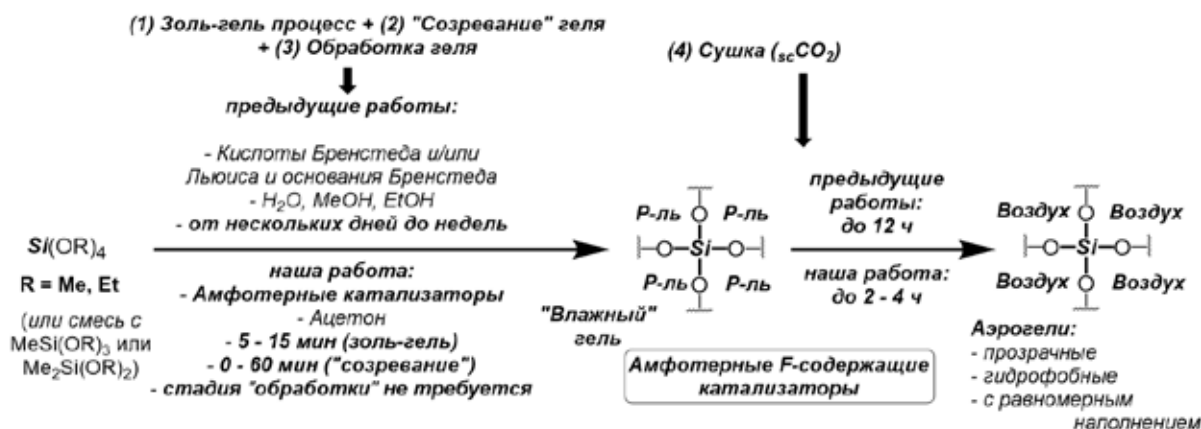 (1) Золь-гель процесс + (2) "Созревание" геля
+ (3) Обработка геля
(4) Сушка (scCO2)
предыдущие работы:
- Кислоты Бренстеда и/или
Льюиса и основания Бренстеда
- H2O, MeOH, EtOH
- от нескольких дней до недель
Si(OR)4
R = Me, Et
(или смесь с
MeSi(OR)3 или
Me2Si(OR)2)
наша работа:
- Амфотерные катализаторы
- Ацетон
- 5 - 15 мин (золь-гель)
- 0 - 60 мин ("созревание")
- стадия "обработки" не требуется
Р-ль O Р-ль
O Si O
Р-ль O Р-ль
"Влажный"
гель
предыдущие
работы:
до 12 ч
наша работа:
до 2 - 4 ч
Амфотерные F-содержащие
катализаторы
Воздух O Воздух
O Si O
Воздух O Воздух
Аэрогели:
- прозрачные
- гидрофобные
- с равномерным
наполнением